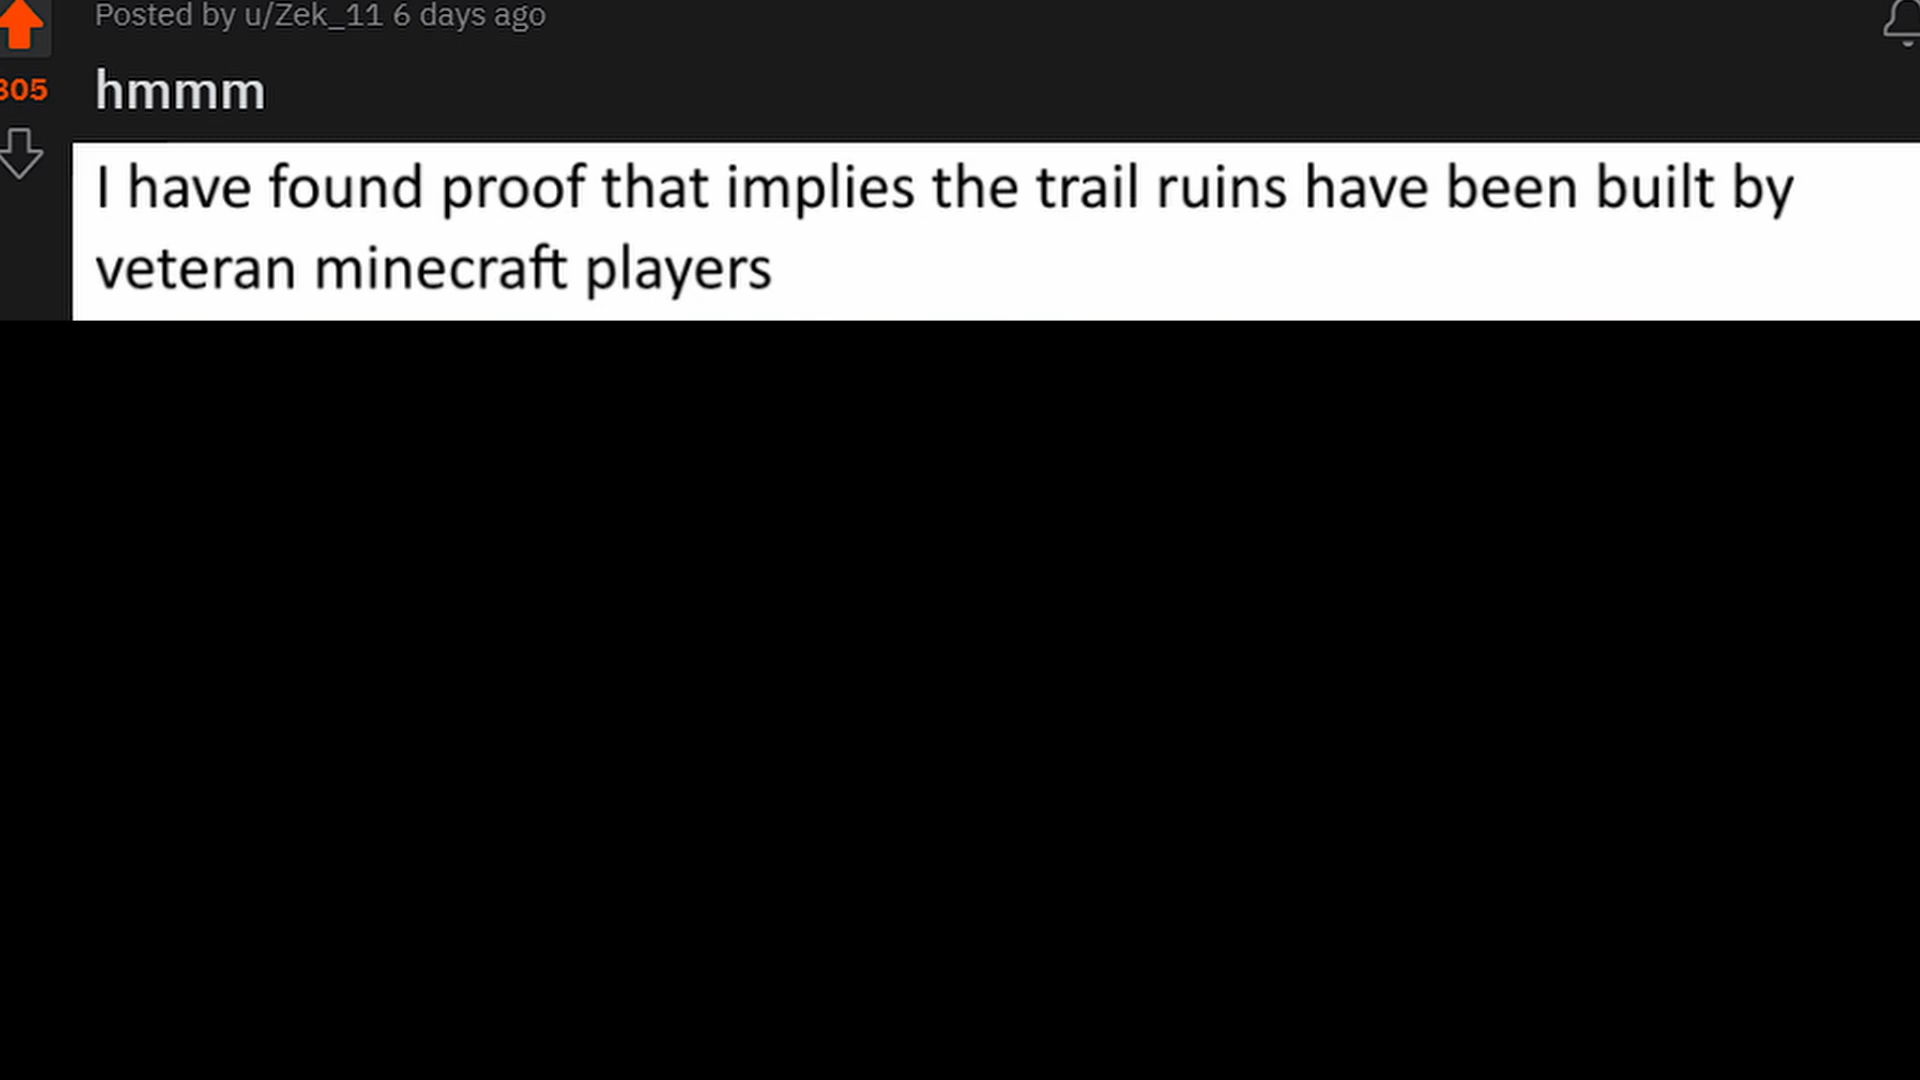 Posted by u/Zek_11 6 days ago
305
hmmm
I have found proof that implies the trail ruins have been built by
veteran minecraft players